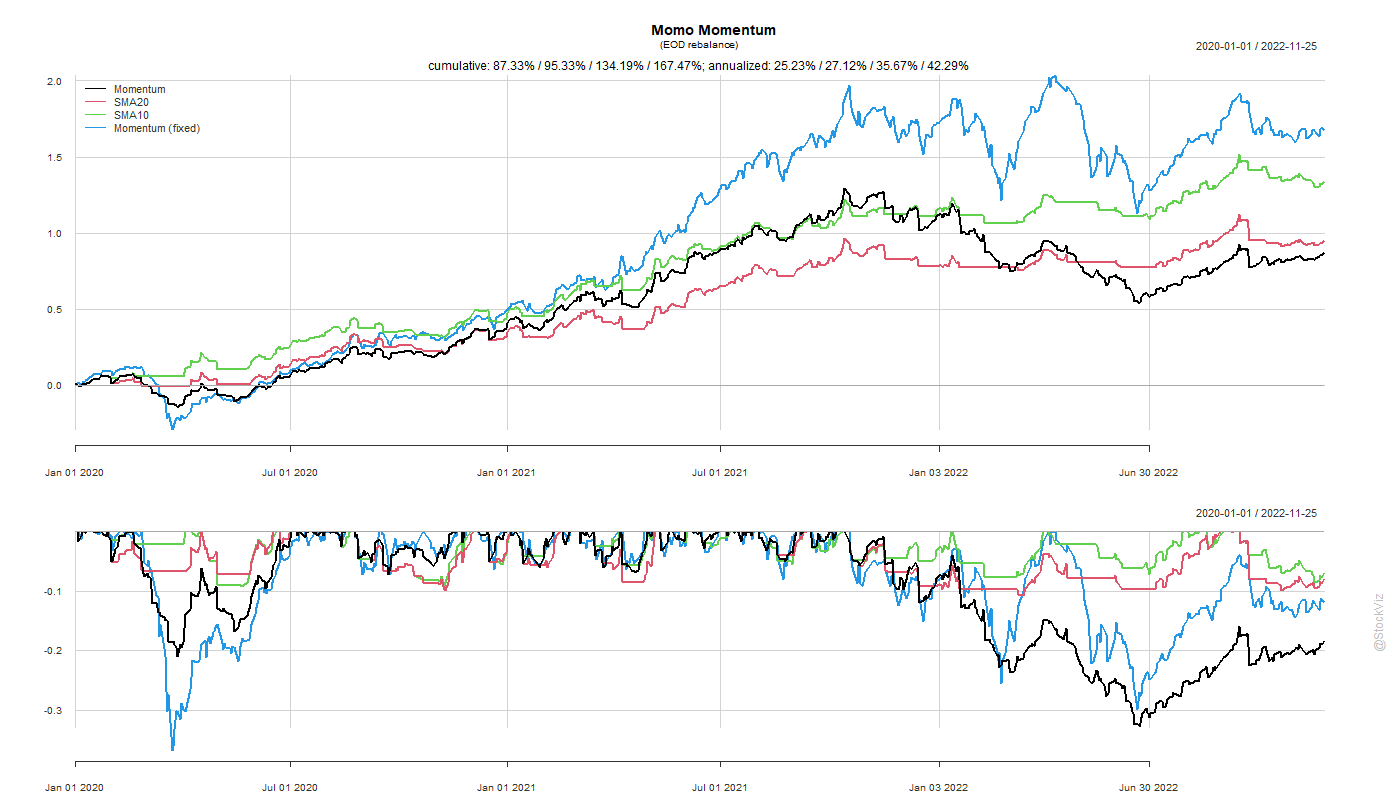 Momo Momentum
(EOD rebalance)
2020-01-01 / 2022-11-25
cumulative: 87.33% / 95.33% / 134.19% / 167.47%; annualized: 25.23% / 27.12% / 35.67% / 42.29%
Momentum
SMA20
SMA10
Momentum (fixed)
2.0
1.5
1.0
0.5
0.0
Jan 01 2020 Jul 01 2020 Jan 01 2021 Jul 01 2021 Jan 03 2022 Jun 30 2022
2020-01-01 / 2022-11-25
-0.1
-0.2
-0.3
Jan 01 2020 Jul 01 2020 Jan 01 2021 Jul 01 2021 Jan 03 2022 Jun 30 2022
@StockViz